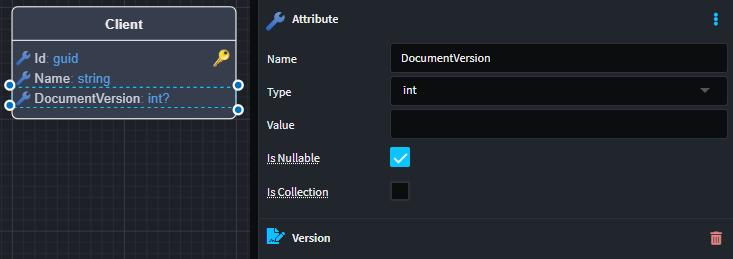 Client
Id: guid
Name: string
DocumentVersion: int?
Attribute
Name
DocumentVersion
Type
int
Value
Is Nullable
Is Collection
Version